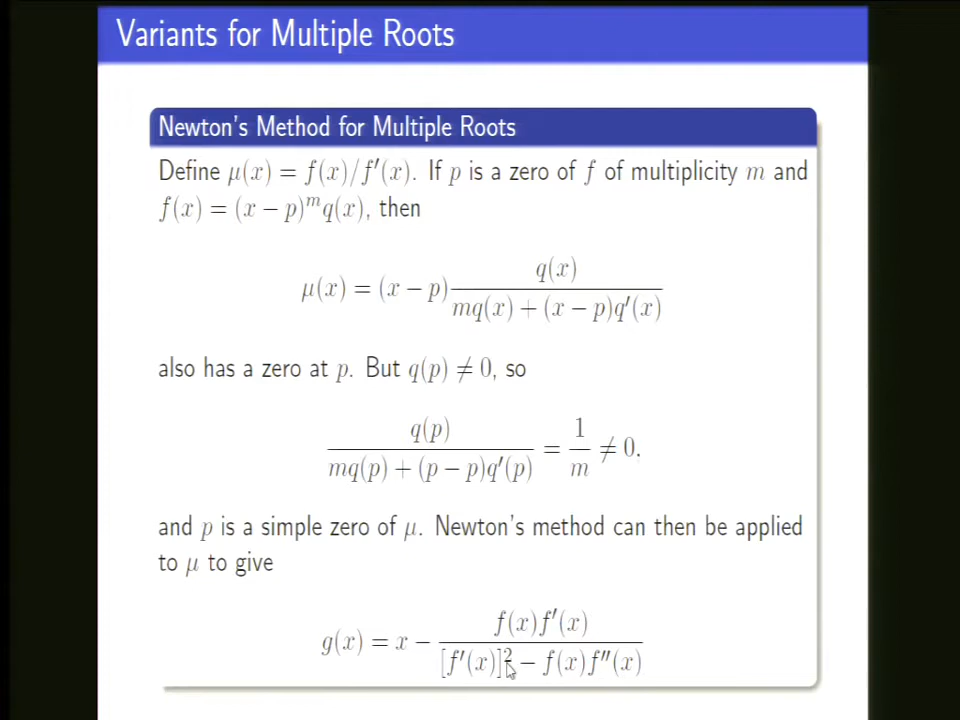 Variants for Multiple Roots
Newton's Method for Multiple Roots
Define μ(x) = f(x)/f′(x). If p is a zero of f of multiplicity m and
f(x) = (x − p)^m q(x), then
μ(x) = (x − p) q(x) / (mq(x) + (x − p)q′(x))
also has a zero at p. But q(p) ≠ 0, so
q(p) / (mq(p) + (p − p)q′(p)) = 1/m ≠ 0.
and p is a simple zero of μ. Newton's method can then be applied
to μ to give
g(x) = x − f(x)f′(x) / ([f′(x)]² − f(x)f″(x))